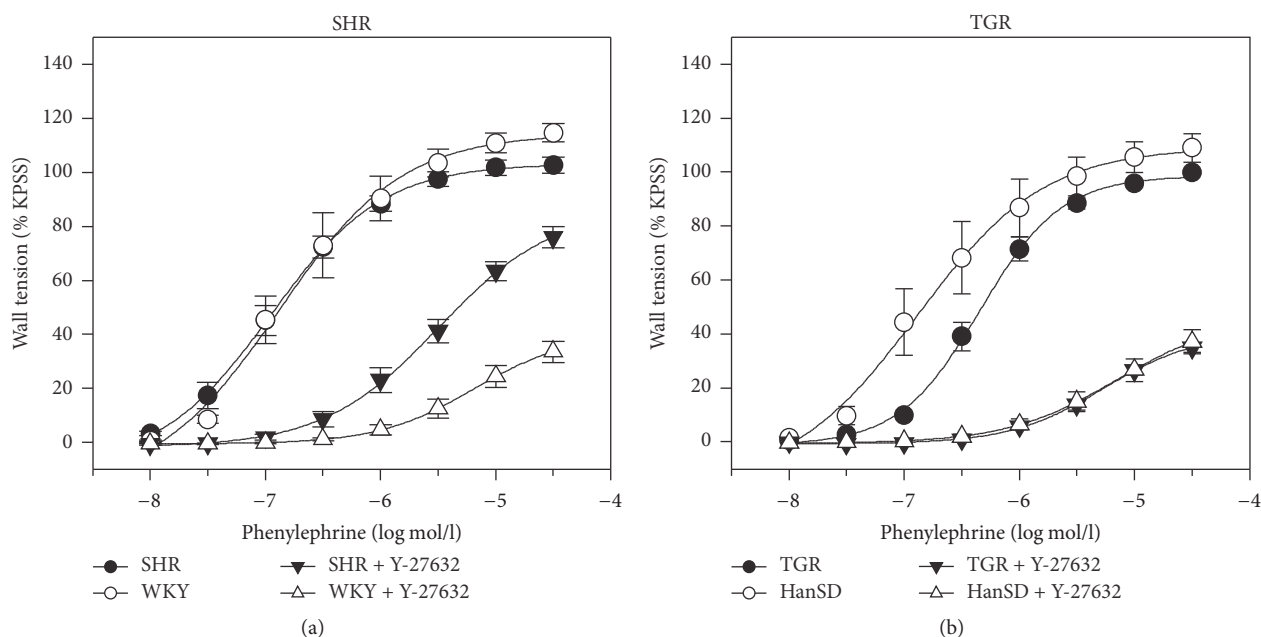 SHR
140
120
100
80
60
40
20
0
Wall tension (% KPSS)
−8 −7 −6 −5 −4
Phenylephrine (log mol/l)
SHR SHR + Y-27632
WKY WKY + Y-27632
(a)
TGR
140
120
100
80
60
40
20
0
Wall tension (% KPSS)
−8 −7 −6 −5 −4
Phenylephrine (log mol/l)
TGR TGR + Y-27632
HanSD HanSD + Y-27632
(b)